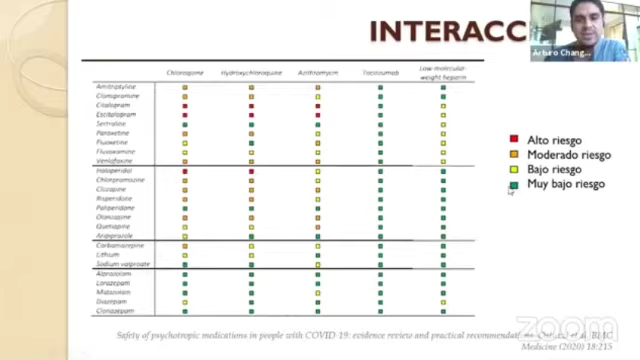 INTERACC
Arturo Chang...
Chloroquine Hydroxychloroquine Azithromycin Tocilizumab Low-molecular-
weight heparin
Amitriptyline
Clomipramine
Citalopram
Escitalopram
Sertraline
Paroxetine
Fluoxetine
Fluvoxamine
Venlafaxine
Haloperidol
Chlorpromazine
Clozapine
Risperidone
Paliperidone
Olanzapine
Quetiapine
Aripiprazole
Carbamazepine
Lithium
Sodium valproate
Alprazolam
Lorazepam
Midazolam
Diazepam
Clonazepam
Alto riesgo
Moderado riesgo
Bajo riesgo
Muy bajo riesgo
Safety of psychotropic medications in people with COVID-19: evidence review and practical recommendations et al. BMC
Medicine (2020) 18:215
zoom